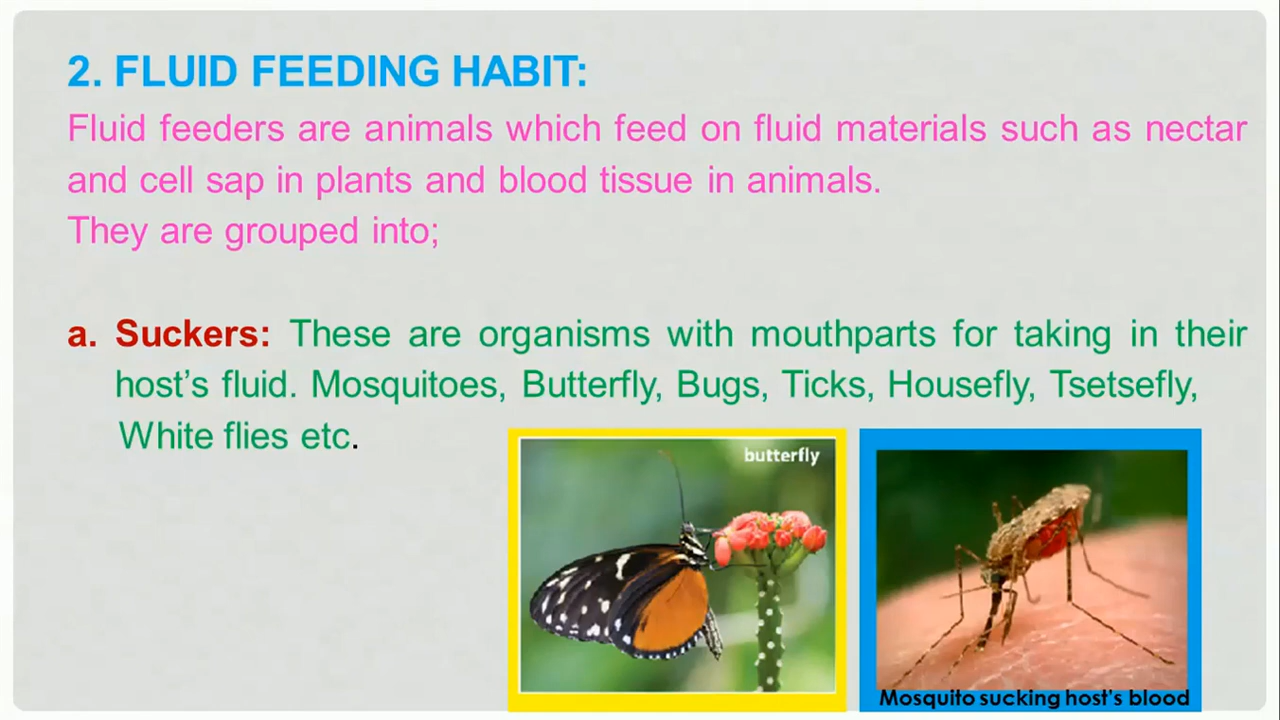 2. FLUID FEEDING HABIT:
Fluid feeders are animals which feed on fluid materials such as nectar
and cell sap in plants and blood tissue in animals.
They are grouped into;
a. Suckers: These are organisms with mouthparts for taking in their
host’s fluid. Mosquitoes, Butterfly, Bugs, Ticks, Housefly, Tsetsefly,
White flies etc.
butterfly
Mosquito sucking host's blood